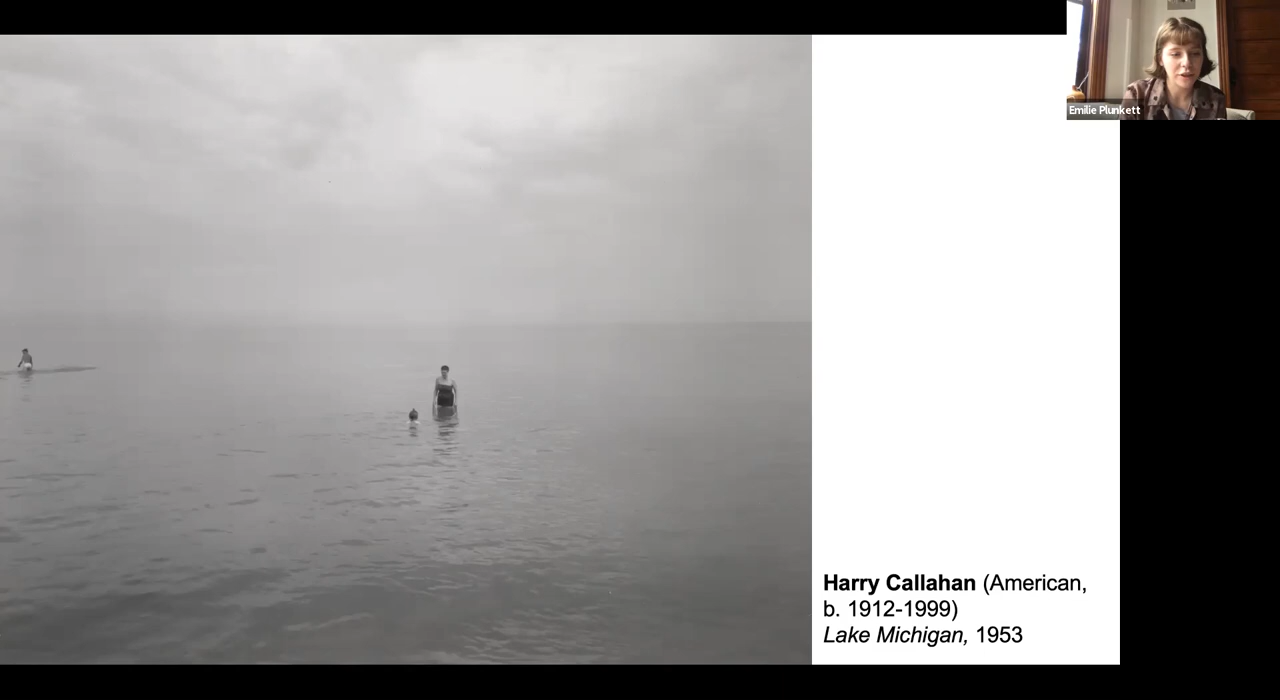 Emilie Plunkett
Harry Callahan (American,
b. 1912-1999)
Lake Michigan, 1953